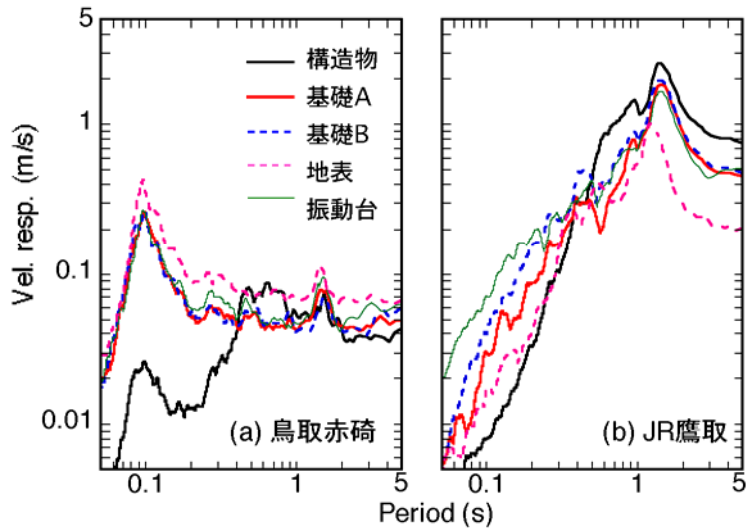 5
1
0.1
0.01
Vel. resp. (m/s)
構造物
基礎A
基礎B
地表
振動台
(a) 鳥取赤碕
(b) JR鷹取
0.1
1
5
0.1
1
5
Period (s)